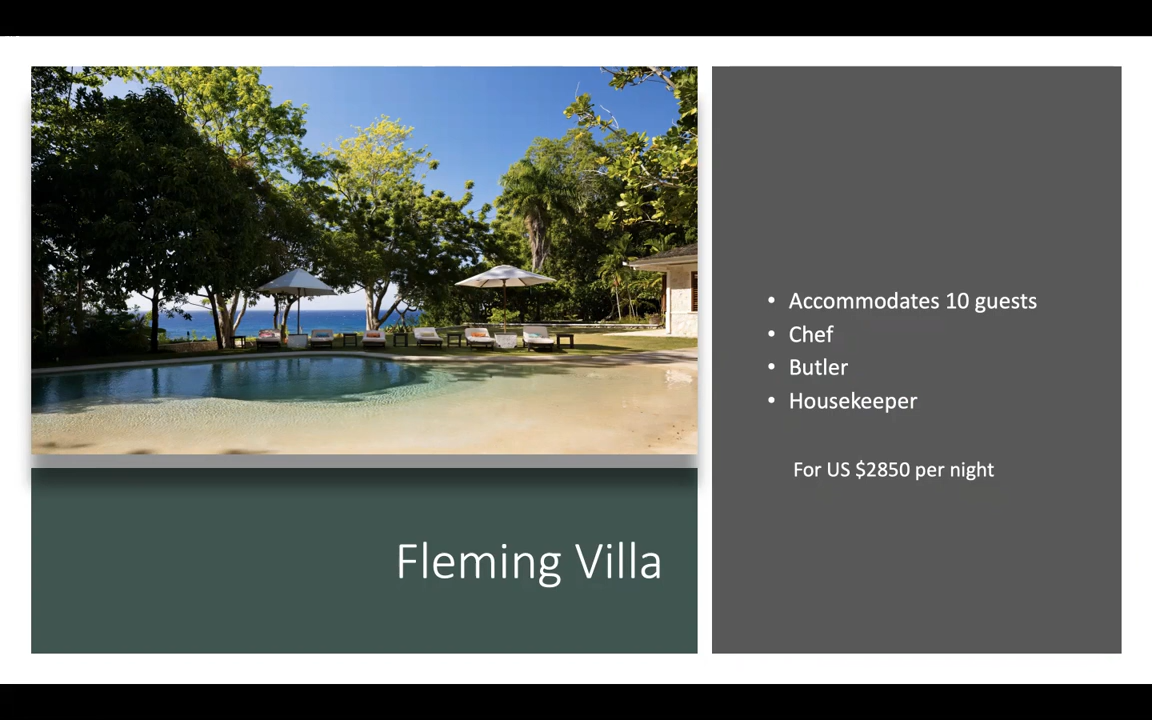 Fleming Villa
• Accommodates 10 guests
• Chef
• Butler
• Housekeeper
For US $2850 per night